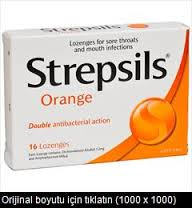 Lozenges for sore throats
and mouth infections
Strepsils®
Orange
Double antibacterial action
16 Lozenges
Orijinal boyutu için tıklatın (1000 x 1000)